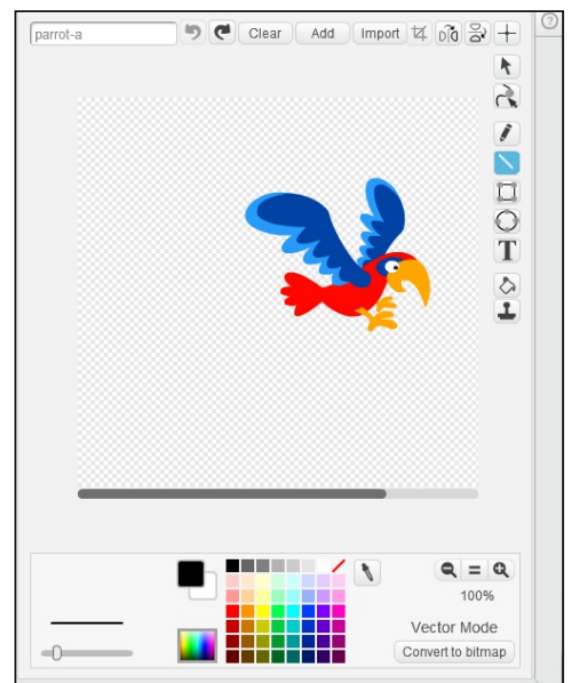 parrot-a Clear Add Import ?
T
100%
Vector Mode
Convert to bitmap